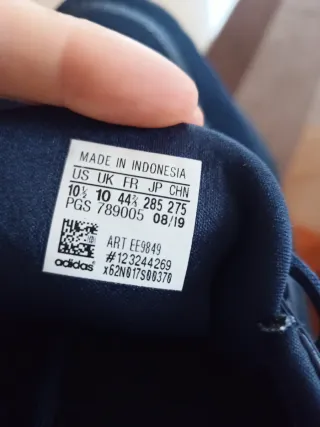 MADE IN INDONESIA
US UK FR JP CHN
10½ 10 44⅔ 285 275
PGS 789005 08/19
ART EE9849
#123244269
adidas® x62N017S00370